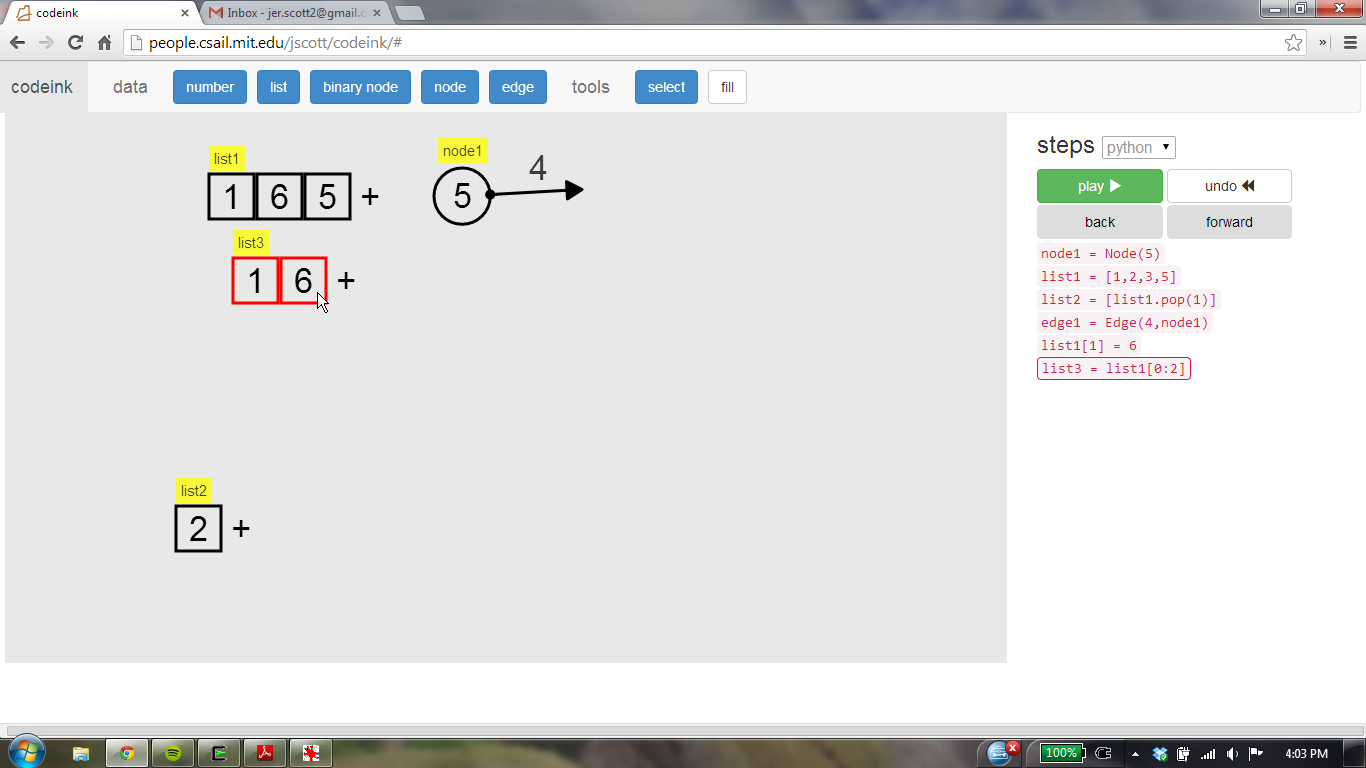 codeink
Inbox - jer.scott2@gmail.c
people.csail.mit.edu/jscott/codeink/#
codeink data number list binary node node edge tools select fill
steps python
play undo
back forward
node1 = Node(5)
list1 = [1,2,3,5]
list2 = [list1.pop(1)]
edge1 = Edge(4,node1)
list1[1] = 6
list3 = list1[0:2]
list1
1 6 5 +
node1
5
4
list3
1 6 +
list2
2 +
100%
4:03 PM